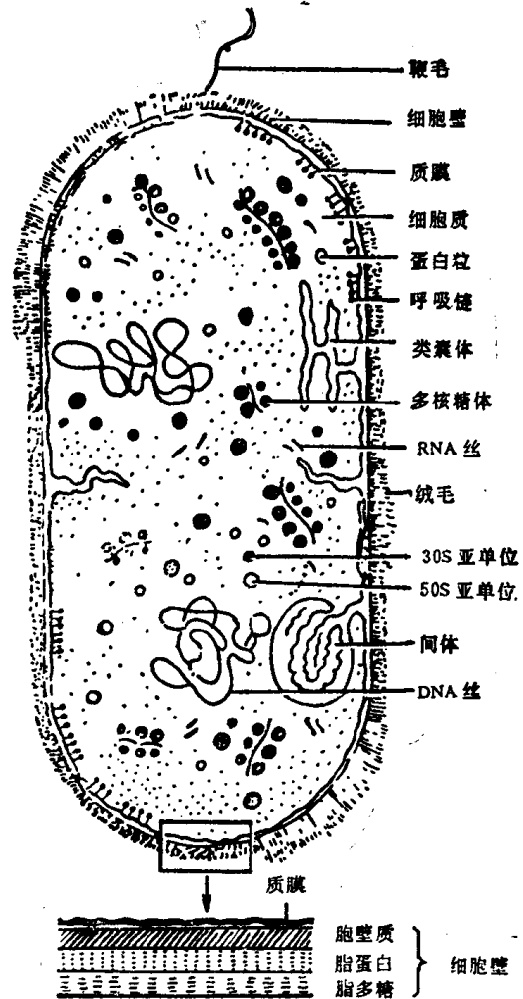 鞭毛
细胞壁
质膜
细胞质
蛋白粒
呼吸链
类囊体
多核糖体
RNA 丝
绒毛
30S 亚单位
50S 亚单位
间体
DNA 丝
质膜
胞壁质
脂蛋白
脂多糖
细胞壁